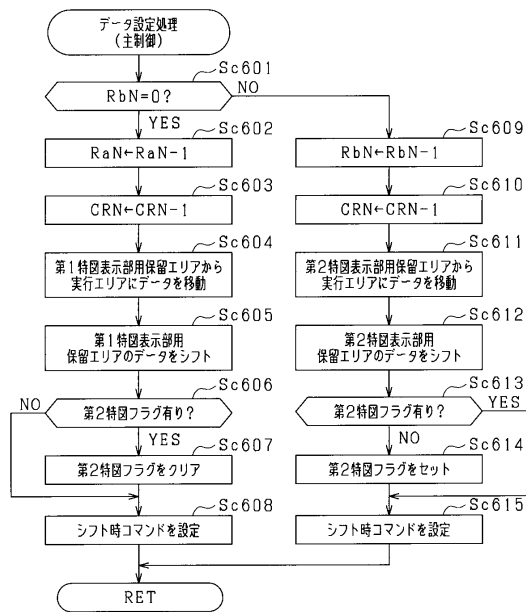 データ設定処理
(主制御)
Sc601
RbN=0?
NO
YES
Sc602
RaN←RaN-1
Sc603
CRN←CRN-1
Sc604
第1特図表示部用保留エリアから
実行エリアにデータを移動
Sc605
第1特図表示部用
保留エリアのデータをシフト
Sc606
NO
第2特図フラグ有り?
YES
Sc607
第2特図フラグをクリア
Sc608
シフト時コマンドを設定
Sc609
RbN←RbN-1
Sc610
CRN←CRN-1
Sc611
第2特図表示部用保留エリアから
実行エリアにデータを移動
Sc612
第2特図表示部用
保留エリアのデータをシフト
Sc613
第2特図フラグ有り?
YES
NO
Sc614
第2特図フラグをセット
Sc615
シフト時コマンドを設定
RET